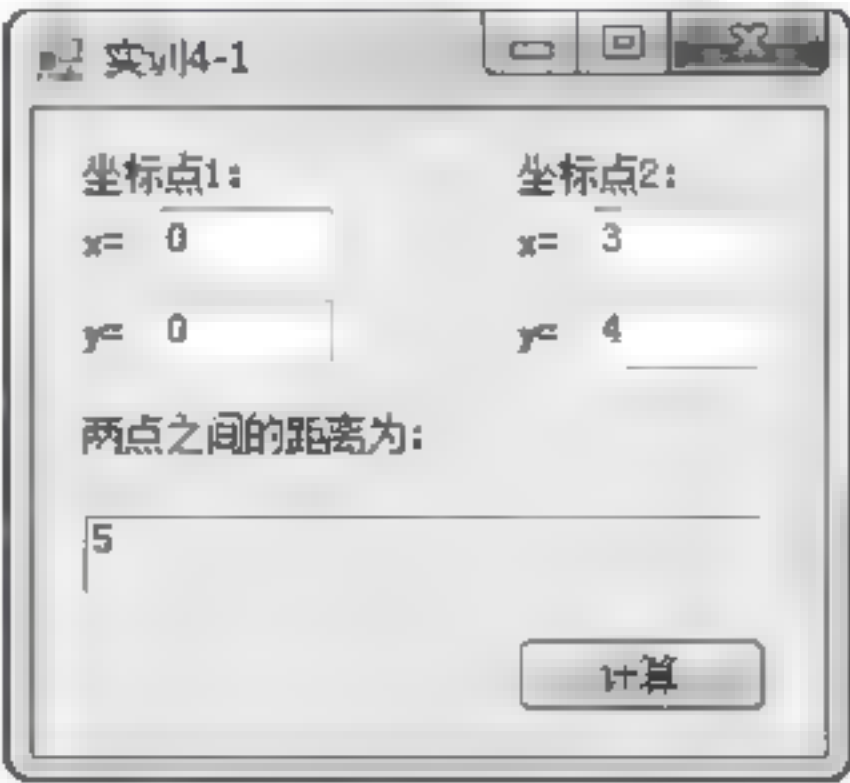 实训4-1
坐标点1: 坐标点2:
x= 0 x= 3
y= 0 y= 4
两点之间的距离为:
5
计算